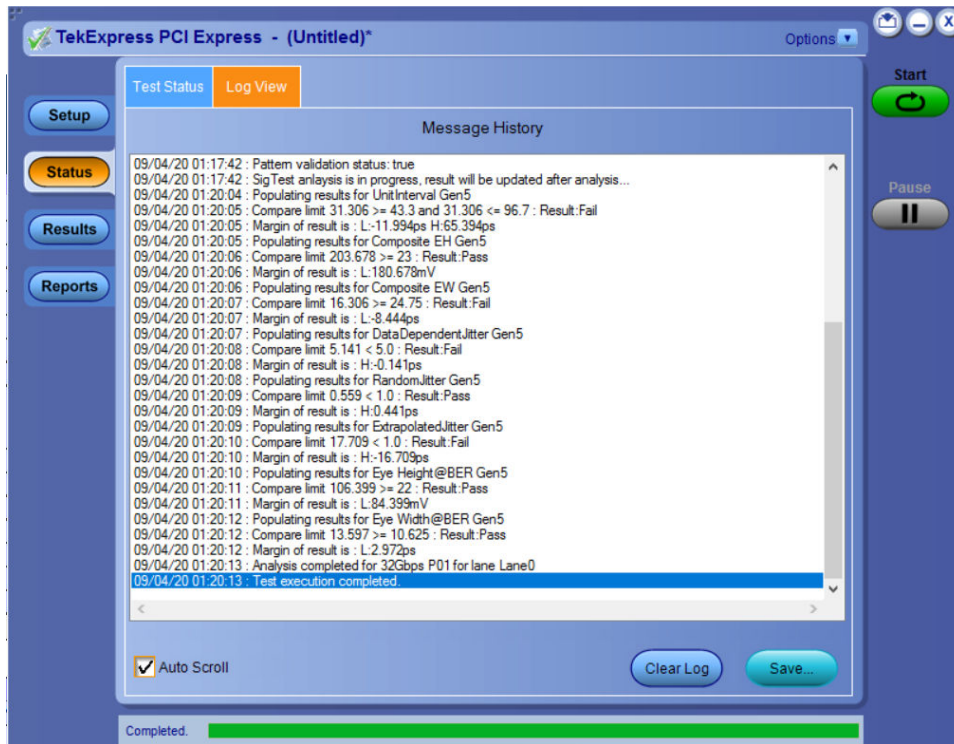 TekExpress PCI Express - (Untitled)*
Options
Start
Pause
Setup
Status
Results
Reports
Test Status
Log View
Message History
09/04/20 01:17:42 : Pattern validation status: true
09/04/20 01:17:42 : SigTest anlaysis is in progress, result will be updated after analysis...
09/04/20 01:20:04 : Populating results for UnitInterval Gen5
09/04/20 01:20:05 : Compare limit 31.306 >= 43.3 and 31.306 <= 96.7 : Result:Fail
09/04/20 01:20:05 : Margin of result is : L:-11.994ps H:65.394ps
09/04/20 01:20:05 : Populating results for Composite EH Gen5
09/04/20 01:20:06 : Compare limit 203.678 >= 23 : Result:Pass
09/04/20 01:20:06 : Margin of result is : L:180.678mV
09/04/20 01:20:06 : Populating results for Composite EW Gen5
09/04/20 01:20:07 : Compare limit 16.306 >= 24.75 : Result:Fail
09/04/20 01:20:07 : Margin of result is : L:-8.444ps
09/04/20 01:20:07 : Populating results for DataDependentJitter Gen5
09/04/20 01:20:08 : Compare limit 5.141 < 5.0 : Result:Fail
09/04/20 01:20:08 : Margin of result is : H:-0.141ps
09/04/20 01:20:08 : Populating results for RandomJitter Gen5
09/04/20 01:20:09 : Compare limit 0.559 < 1.0 : Result:Pass
09/04/20 01:20:09 : Margin of result is : H:0.441ps
09/04/20 01:20:09 : Populating results for ExtrapolatedJitter Gen5
09/04/20 01:20:10 : Compare limit 17.709 < 1.0 : Result:Fail
09/04/20 01:20:10 : Margin of result is : H:-16.709ps
09/04/20 01:20:10 : Populating results for Eye Height@BER Gen5
09/04/20 01:20:11 : Compare limit 106.399 >= 22 : Result:Pass
09/04/20 01:20:11 : Margin of result is : L:84.399mV
09/04/20 01:20:12 : Populating results for Eye Width@BER Gen5
09/04/20 01:20:12 : Compare limit 13.597 >= 10.625 : Result:Pass
09/04/20 01:20:12 : Margin of result is : L:2.972ps
09/04/20 01:20:13 : Analysis completed for 32Gbps P01 for lane Lane0
09/04/20 01:20:13 : Test execution completed.
Auto Scroll
Clear Log
Save...
Completed.